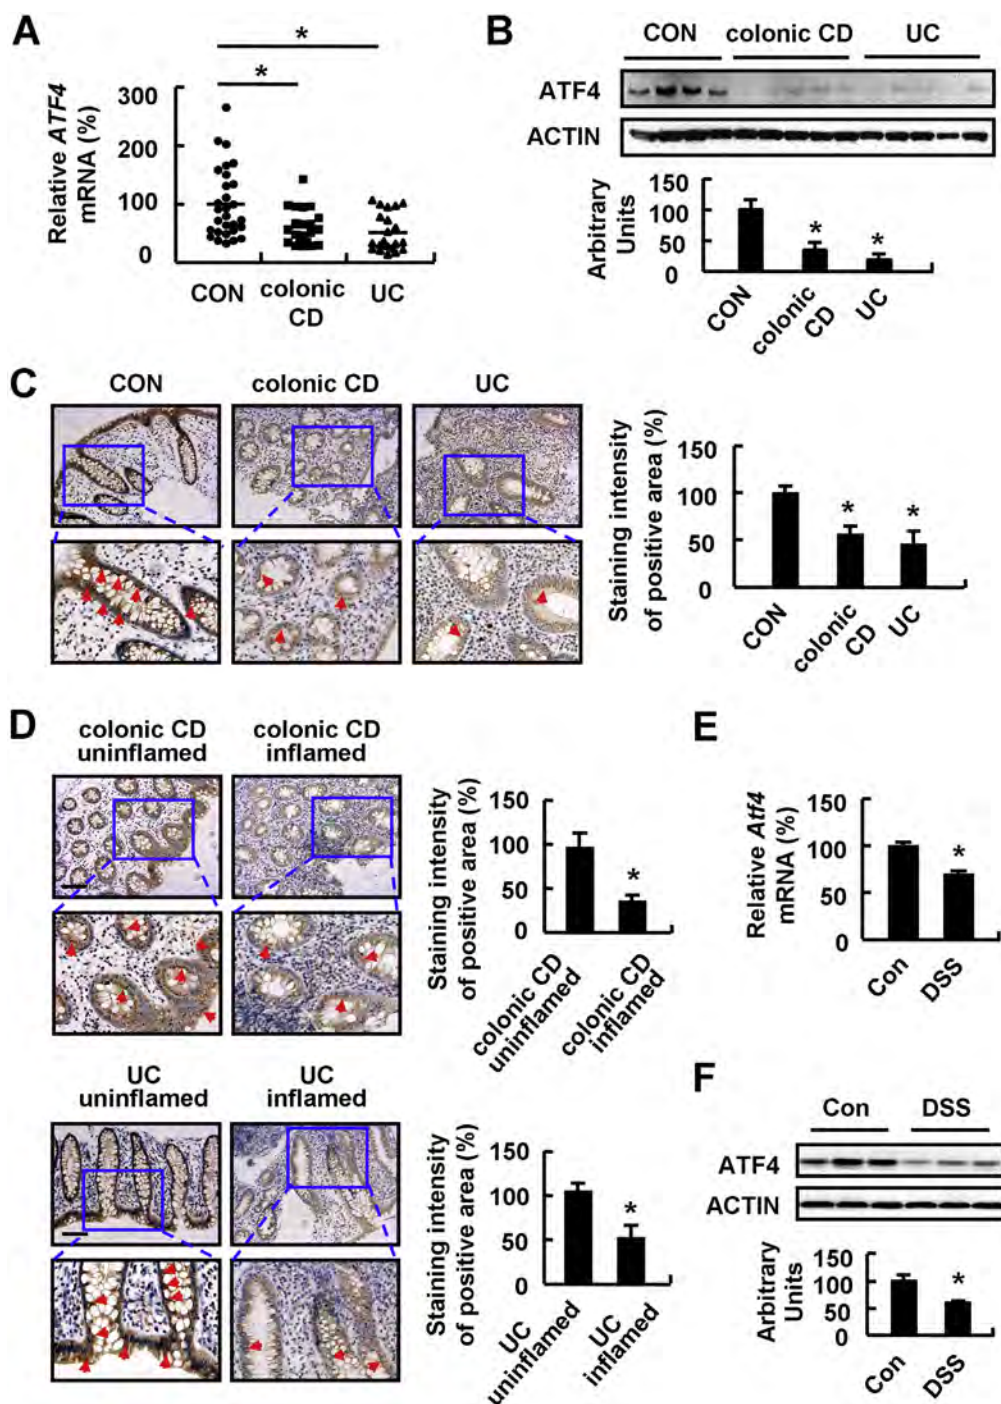 A
*
*
Relative ATF4
mRNA (%)
300
200
100
0
CON
colonic
CD
UC
B
CON
colonic CD
UC
ATF4
ACTIN
Arbitrary
Units
150
100
50
0
*
*
CON
colonic
CD
UC
C
CON
colonic CD
UC
Staining intensity
of positive area (%)
150
100
50
0
*
*
CON
colonic
CD
UC
D
colonic CD
uninflamed
colonic CD
inflamed
Staining intensity
of positive area (%)
150
100
50
0
*
colonic CD
uninflamed
colonic CD
inflamed
UC
uninflamed
UC
inflamed
Staining intensity
of positive area (%)
150
100
50
0
*
UC
uninflamed
UC
inflamed
E
Relative Atf4
mRNA (%)
150
100
50
0
*
Con
DSS
F
Con
DSS
ATF4
ACTIN
Arbitrary
Units
150
100
50
0
*
Con
DSS